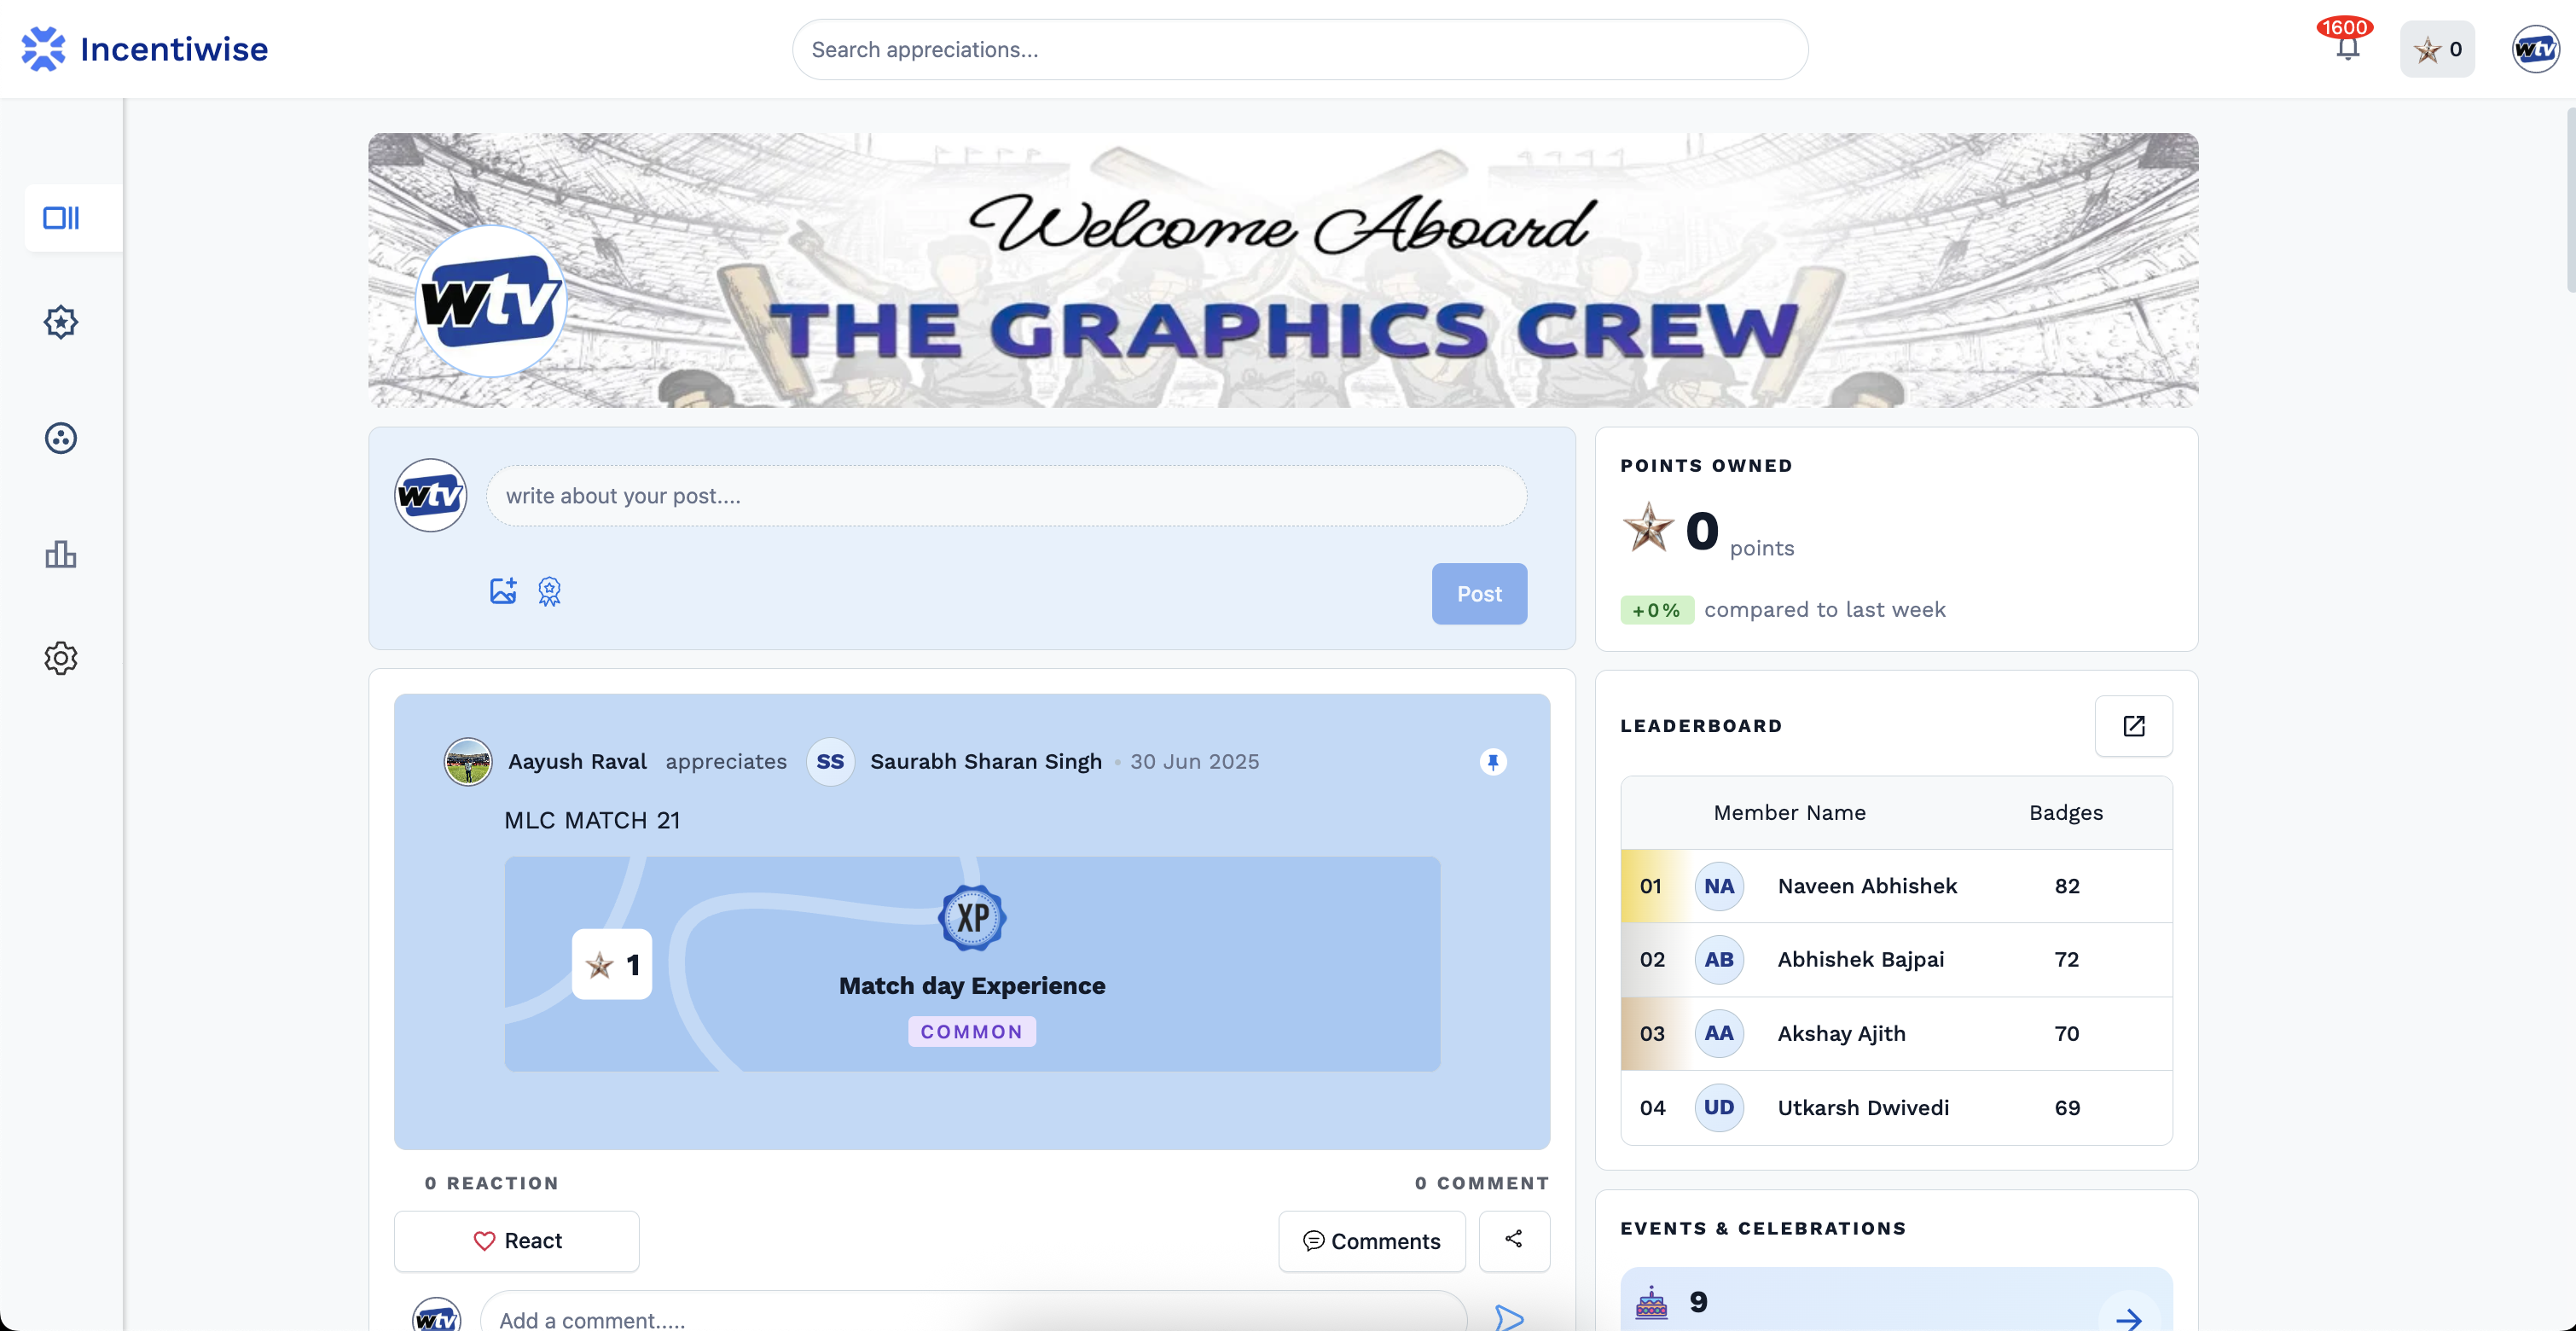 Incentiwise
Search appreciations...
1600
0
wtv
Welcome Aboard
wtv
THE GRAPHICS CREW
wtv
write about your post....
Post
POINTS OWNED
0 points
+0% compared to last week
Aayush Raval appreciates SS Saurabh Sharan Singh • 30 Jun 2025
MLC MATCH 21
XP
1
Match day Experience
COMMON
0 REACTION
0 COMMENT
React
Comments
wtv
Add a comment.....
LEADERBOARD
Member Name Badges
01 NA Naveen Abhishek 82
02 AB Abhishek Bajpai 72
03 AA Akshay Ajith 70
04 UD Utkarsh Dwivedi 69
EVENTS & CELEBRATIONS
9